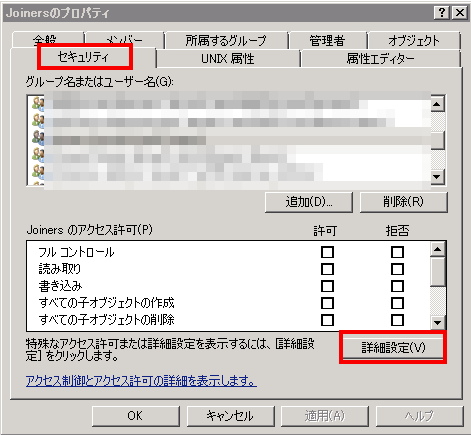 Joinersのプロパティ
全般 メンバー 所属するグループ 管理者 オブジェクト
セキュリティ UNIX 属性 属性エディター
グループ名またはユーザー名(G):
追加(D)... 削除(R)
Joiners のアクセス許可(P) 許可 拒否
フル コントロール
読み取り
書き込み
すべての子オブジェクトの作成
すべての子オブジェクトの削除
特殊なアクセス許可または詳細設定を表示するには、[詳細設
定] をクリックします。
詳細設定(V)
アクセス制御とアクセス許可の詳細を表示します。
OK キャンセル 適用(A) ヘルプ